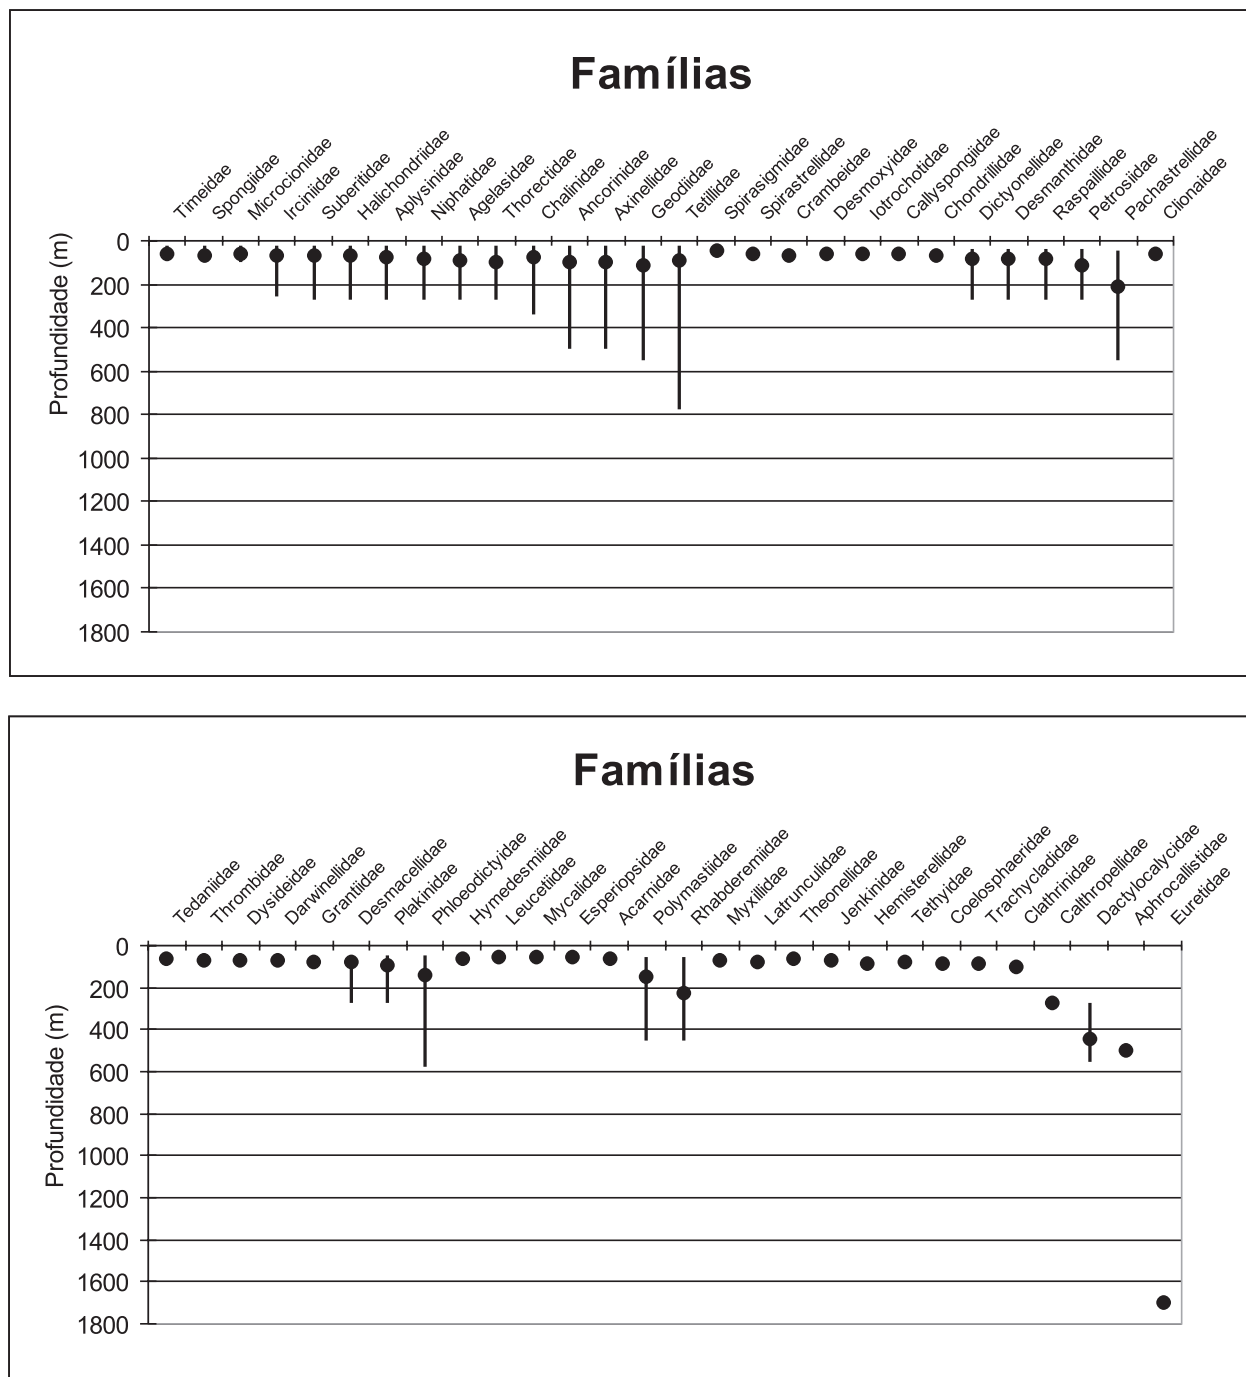 Famílias
Timeidae
Spongiidae
Microcionidae
Irciniidae
Suberitidae
Halichondriidae
Aplysinidae
Niphatidae
Agelasidae
Thorectidae
Chalinidae
Ancorinidae
Axinellidae
Geodiidae
Tetillidae
Spirasigmidae
Spirastrellidae
Crambeidae
Desmoxyidae
Iotrochotidae
Callyspongiidae
Chondrillidae
Dictyonellidae
Desmanthidae
Raspaillidae
Petrosiidae
Pachastrellidae
Clionaidae
Profundidade (m)
0
200
400
600
800
1000
1200
1400
1600
1800
Famílias
Tedaniidae
Thrombidae
Dysideidae
Darwinellidae
Grantiidae
Desmacellidae
Plakinidae
Phloeodictyidae
Hymedesmiidae
Leucetiidae
Mycalidae
Esperiopsidae
Acarnidae
Polymastiidae
Rhabderemiidae
Myxillidae
Latrunculidae
Theonellidae
Jenkinidae
Hemisterellidae
Tethyidae
Coelosphaeridae
Trachycladidae
Clathrinidae
Calthropellidae
Dactylocalycidae
Aphrocallistidae
Euretidae
Profundidade (m)
0
200
400
600
800
1000
1200
1400
1600
1800